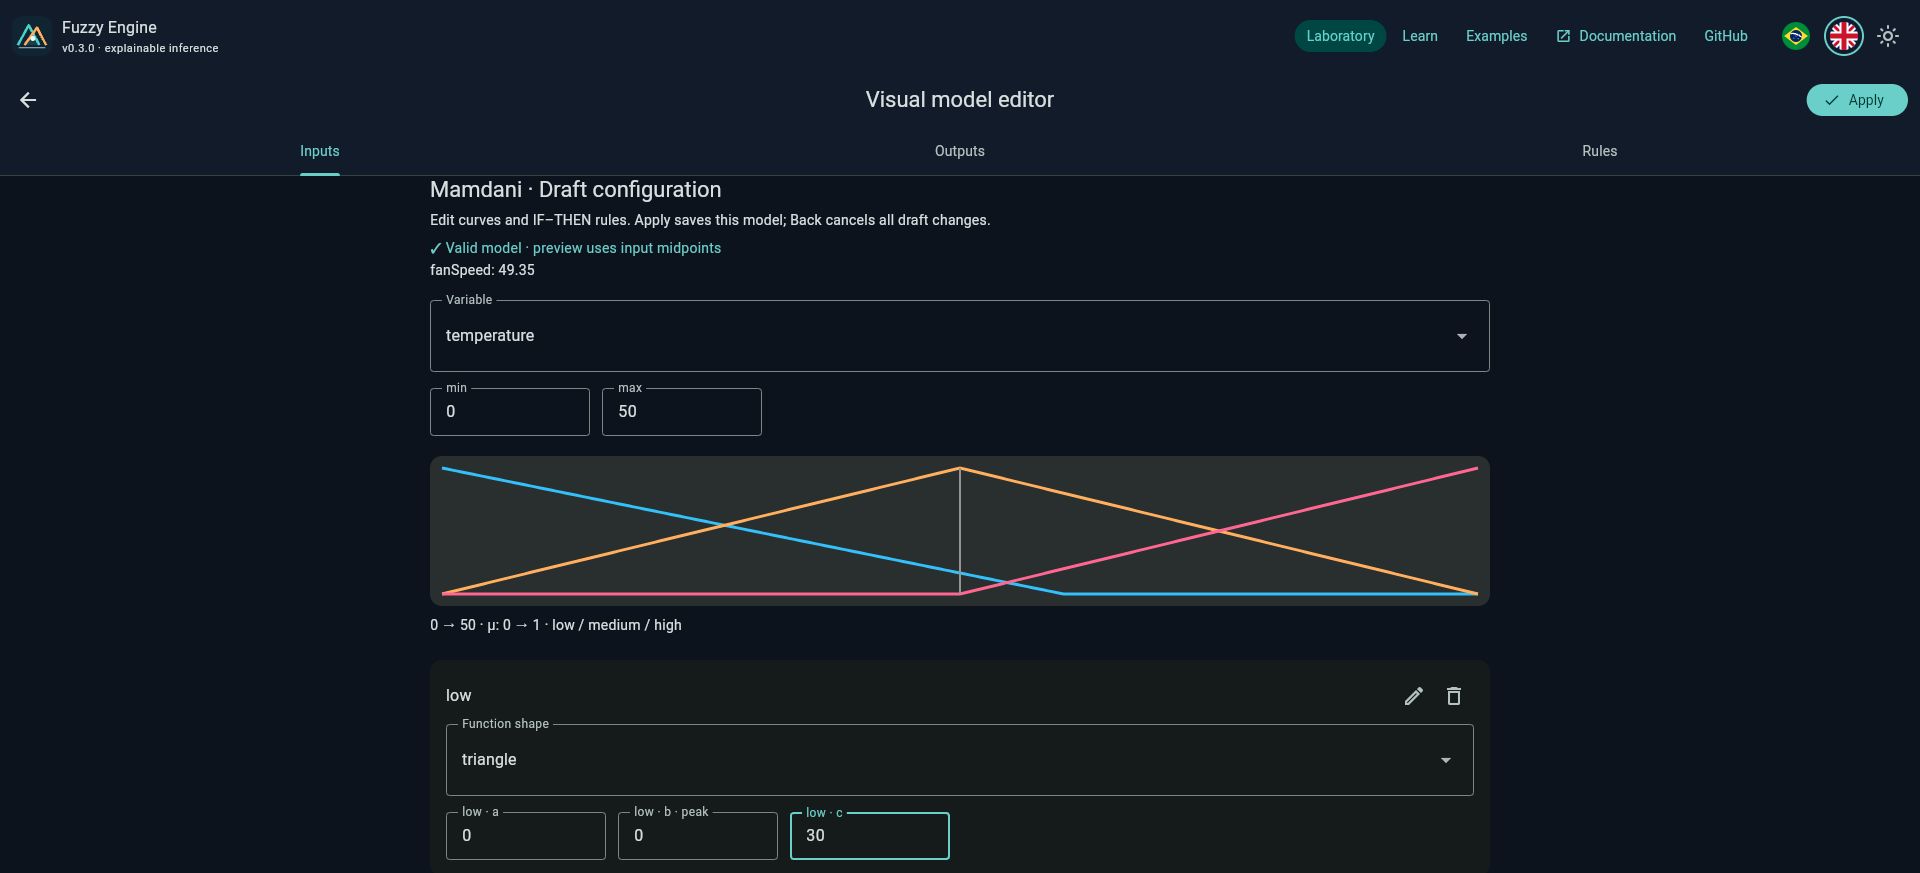 Fuzzy Engine
v0.3.0 · explainable inference
Laboratory
Learn
Examples
Documentation
GitHub
Visual model editor
Apply
Inputs
Outputs
Rules
Mamdani · Draft configuration
Edit curves and IF–THEN rules. Apply saves this model; Back cancels all draft changes.
✓ Valid model · preview uses input midpoints
fanSpeed: 49.35
Variable
temperature
min
0
max
50
0 → 50 · μ: 0 → 1 · low / medium / high
low
Function shape
triangle
low · a
0
low · b · peak
0
low · c
30